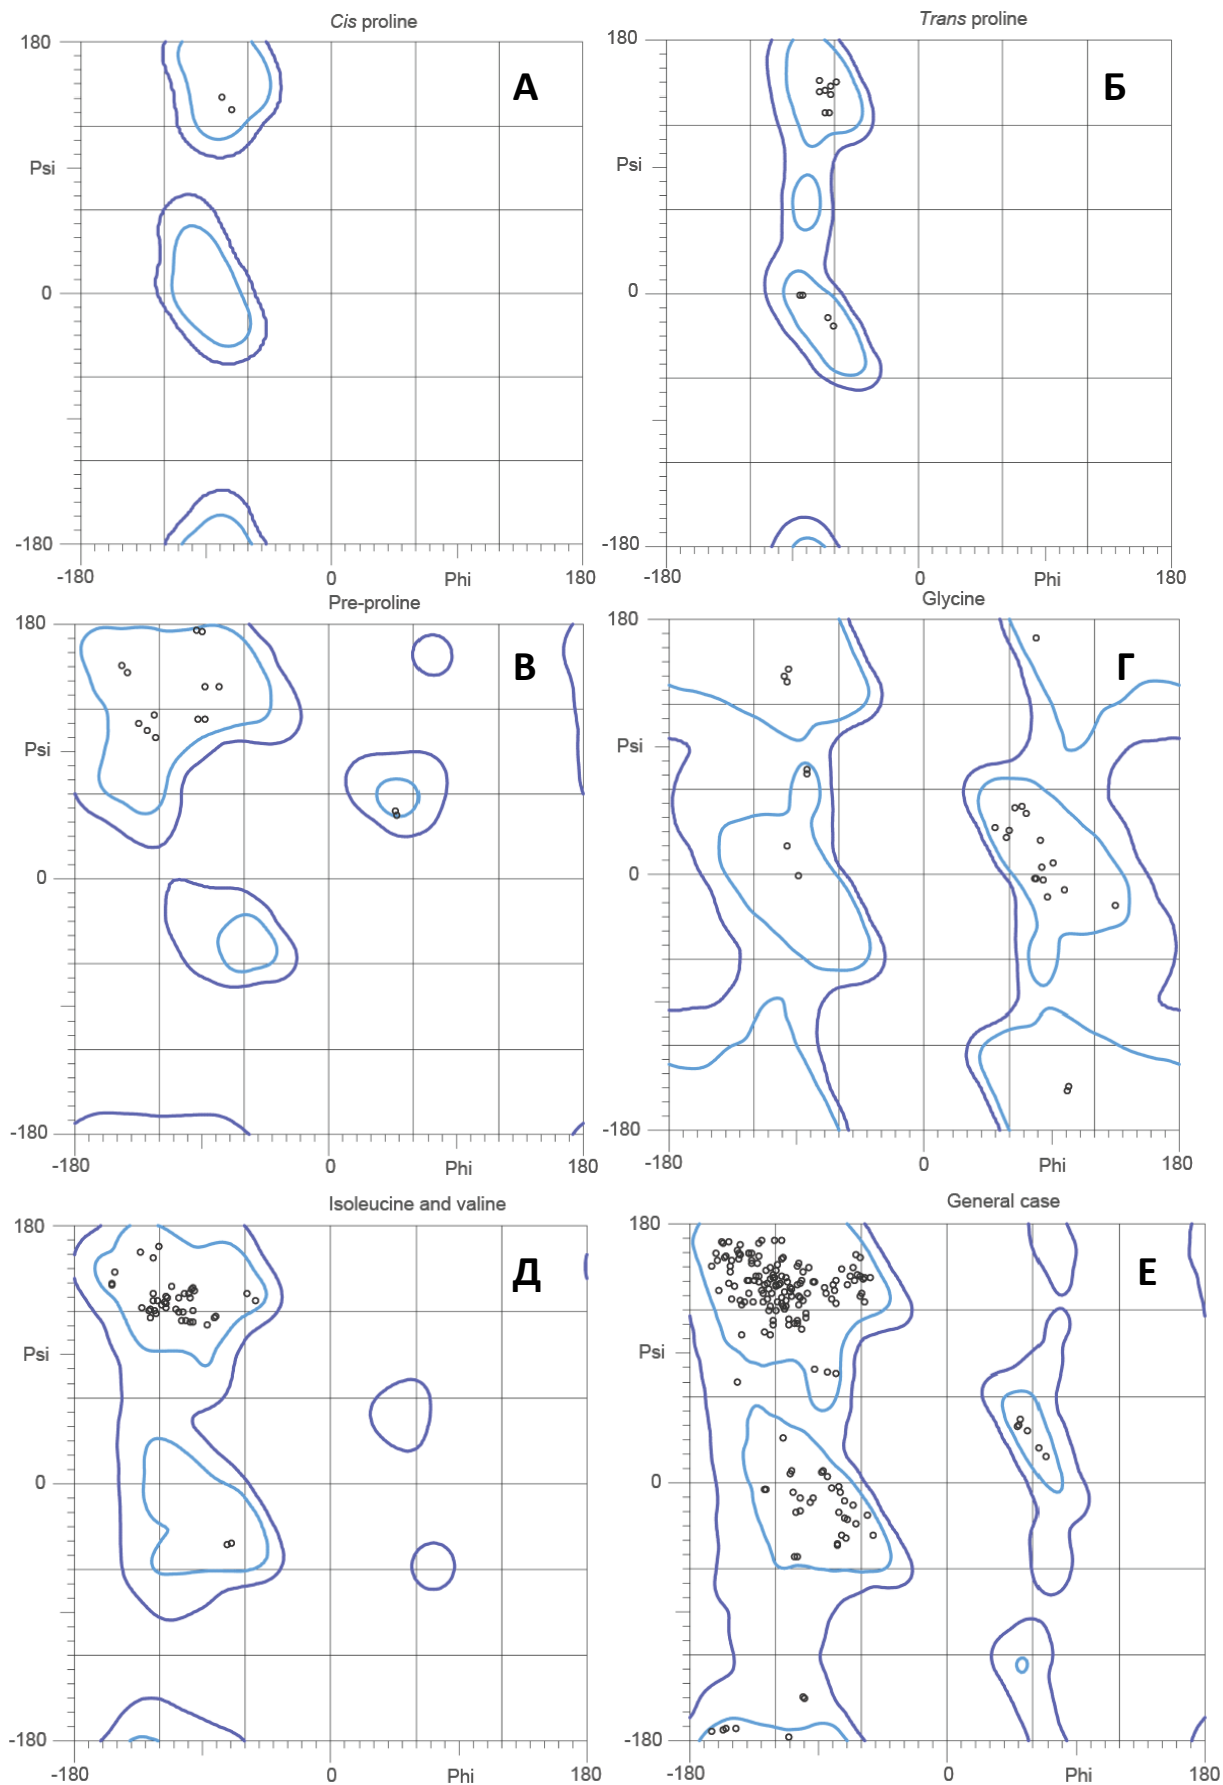 Cis proline
180
А
Psi
0
-180
-180
0
Phi
180
Trans proline
180
Б
Psi
0
-180
-180
0
Phi
180
Pre-proline
180
В
Psi
0
-180
-180
0
Phi
180
Glycine
180
Г
Psi
0
-180
-180
0
Phi
180
Isoleucine and valine
180
Д
Psi
0
-180
-180
0
Phi
180
General case
180
Е
Psi
0
-180
-180
0
Phi
180